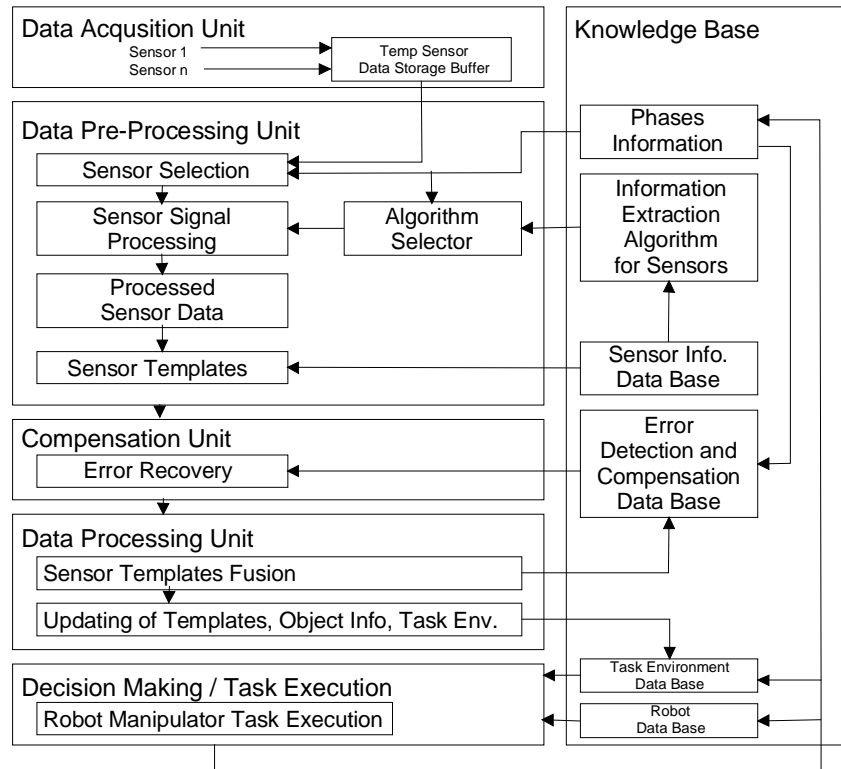 Data Acqusition Unit
Sensor 1
Sensor n
Temp Sensor
Data Storage Buffer
Data Pre-Processing Unit
Sensor Selection
Sensor Signal
Processing
Algorithm
Selector
Processed
Sensor Data
Sensor Templates
Compensation Unit
Error Recovery
Data Processing Unit
Sensor Templates Fusion
Updating of Templates, Object Info, Task Env.
Decision Making / Task Execution
Robot Manipulator Task Execution
Knowledge Base
Phases
Information
Information
Extraction
Algorithm
for Sensors
Sensor Info.
Data Base
Error
Detection and
Compensation
Data Base
Task Environment
Data Base
Robot
Data Base